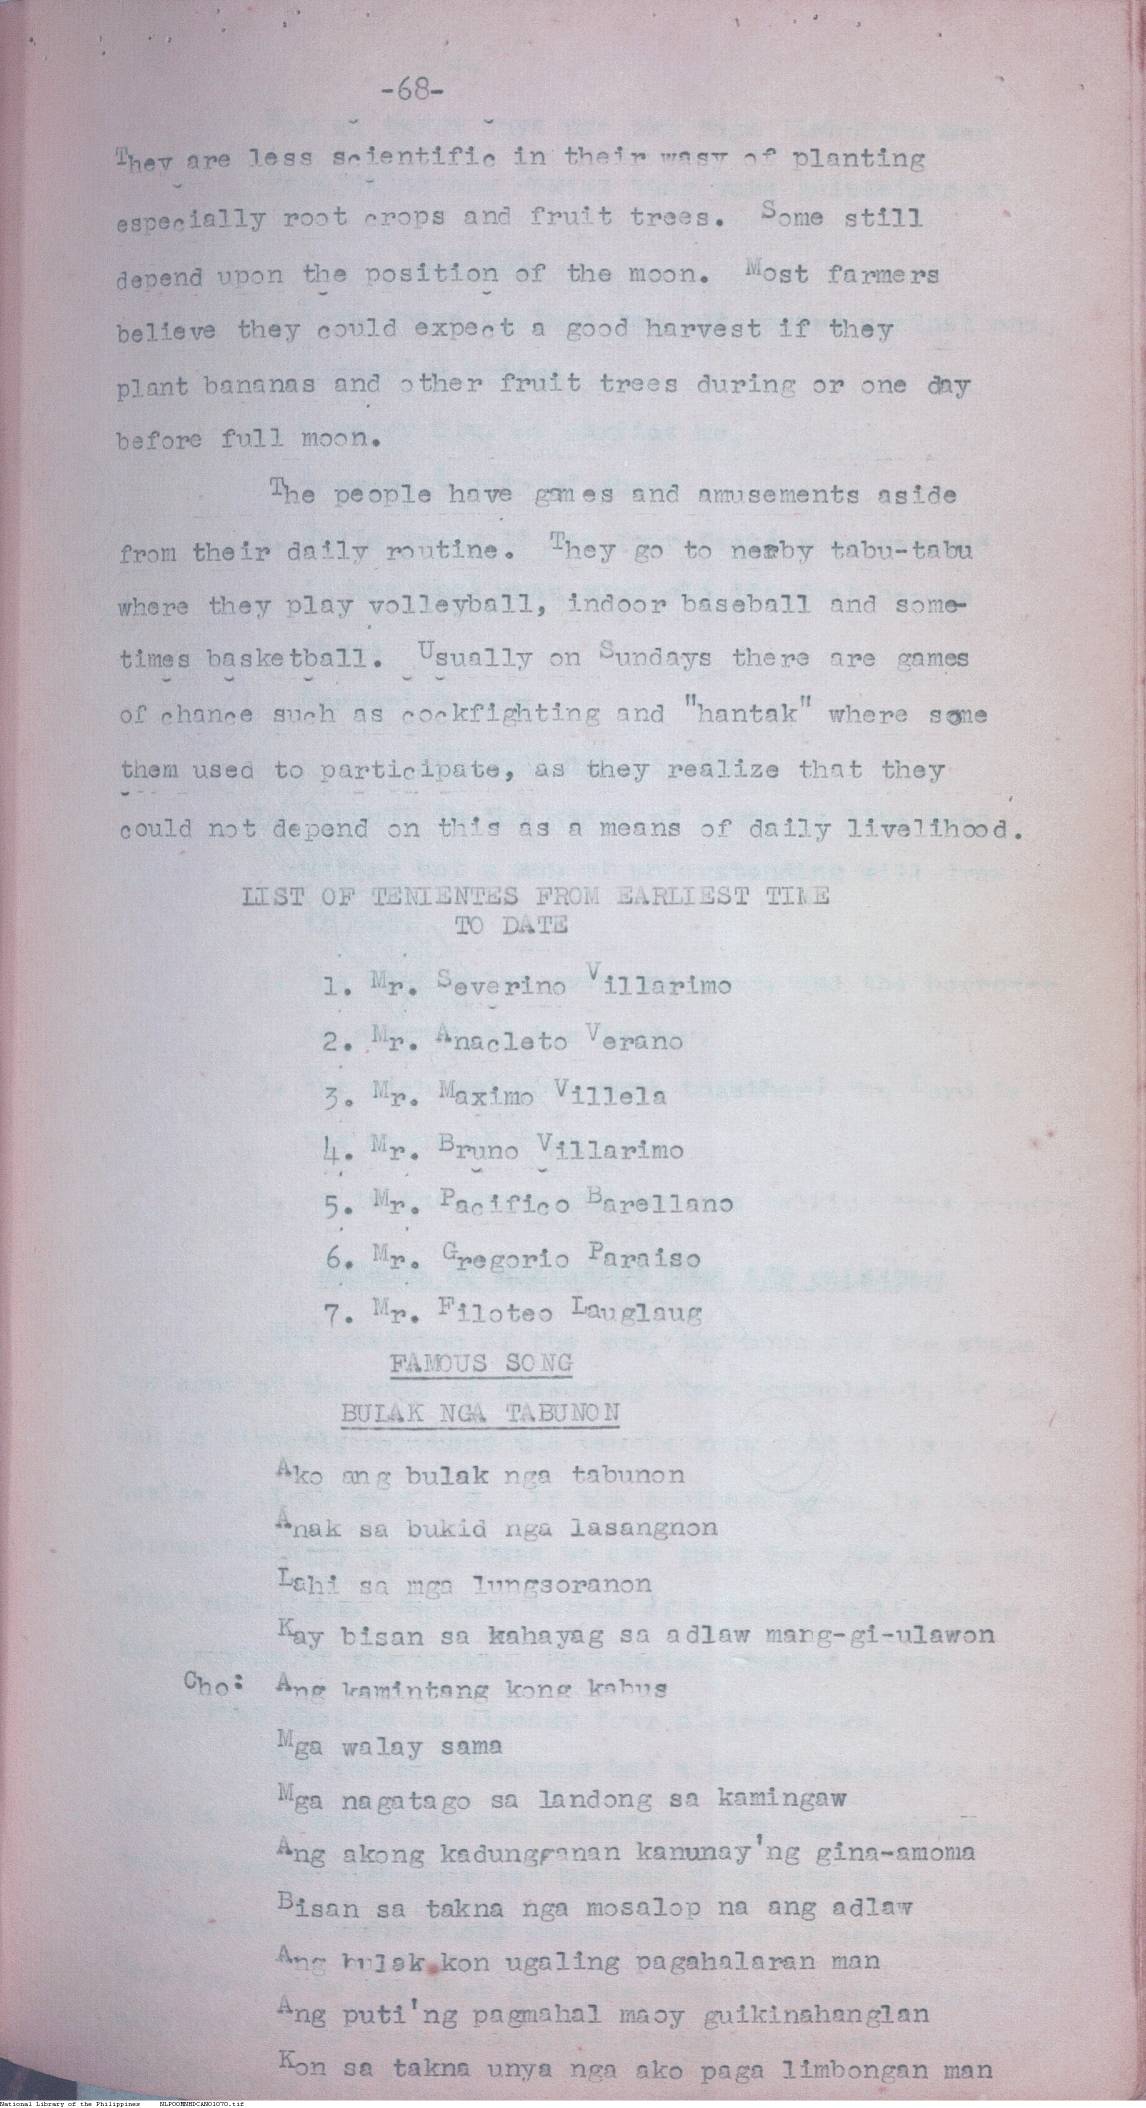 -68-
They are less scientific in their wasy of planting
especially root crops and fruit trees. Some still
depend upon the position of the moon. Most farmers
believe they could expect a good harvest if they
plant bananas and other fruit trees during or one day
before full moon.
The people have games and amusements aside
from their daily routine. They go to nearby tabu-tabu
where they play volleyball, indoor baseball and some-
times basketball. Usually on Sundays there are games
of chance such as cockfighting and "hantak" where some
them used to participate, as they realize that they
could not depend on this as a means of daily livelihood.
LIST OF TENIENTES FROM EARLIEST TIME
TO DATE
1. Mr. Severino Villarimo
2. Mr. Anacleto Verano
3. Mr. Maximo Villela
4. Mr. Bruno Villarimo
5. Mr. Pacifico Barellano
6. Mr. Gregorio Paraiso
7. Mr. Filoteo Lauglaug
FAMOUS SONG
BULAK NGA TABUNON
Ako ang bulak nga tabunon
Anak sa bukid nga lasangnon
Lahi sa mga lungsoranon
Kay bisan sa kahayag sa adlaw mang-gi-ulawon
Cho: Ang kamintang kong kabus
Mga walay sama
Mga nagatago sa landong sa kamingaw
Ang akong kadungganan kanunay'ng gina-amoma
Bisan sa takna nga mosalop na ang adlaw
Ang bulak kon ugaling pagahalaran man
Ang puti'ng pagmahal maoy guikinahanglan
Kon sa takna unya nga ako paga limbongan man
National Library of the Philippines NLPOOMNHDCAN01070.tif